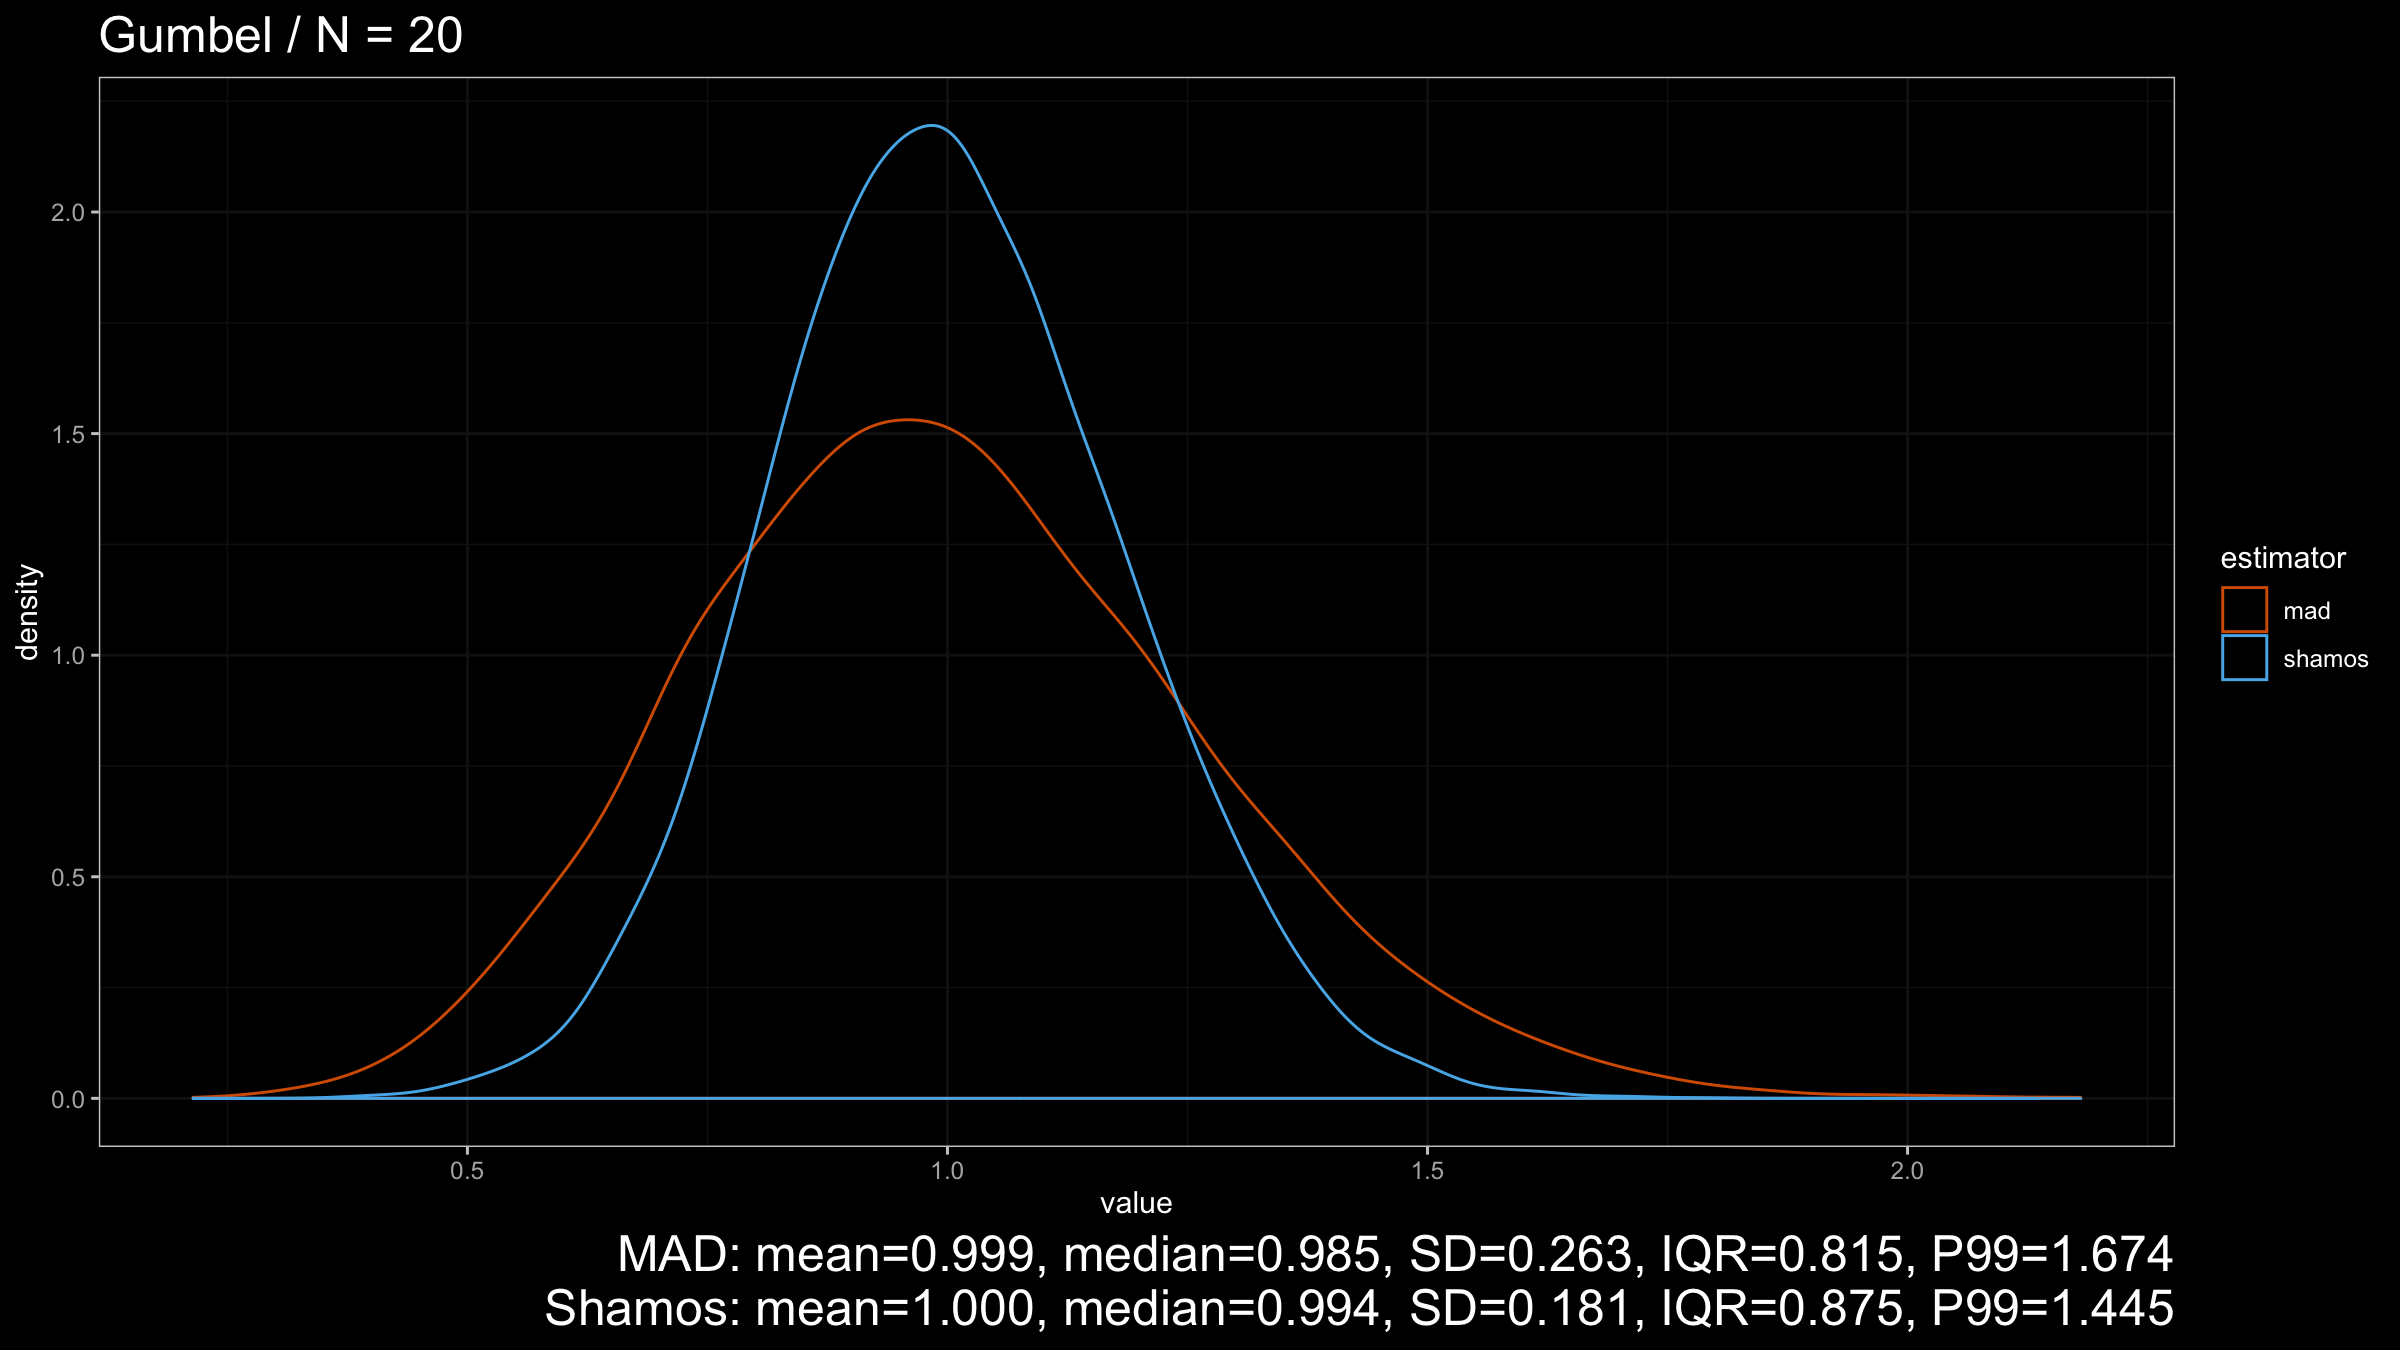 Gumbel / N = 20
density
2.0
1.5
1.0
0.5
0.0
0.5
1.0
1.5
2.0
value
estimator
mad
shamos
MAD: mean=0.999, median=0.985, SD=0.263, IQR=0.815, P99=1.674
Shamos: mean=1.000, median=0.994, SD=0.181, IQR=0.875, P99=1.445